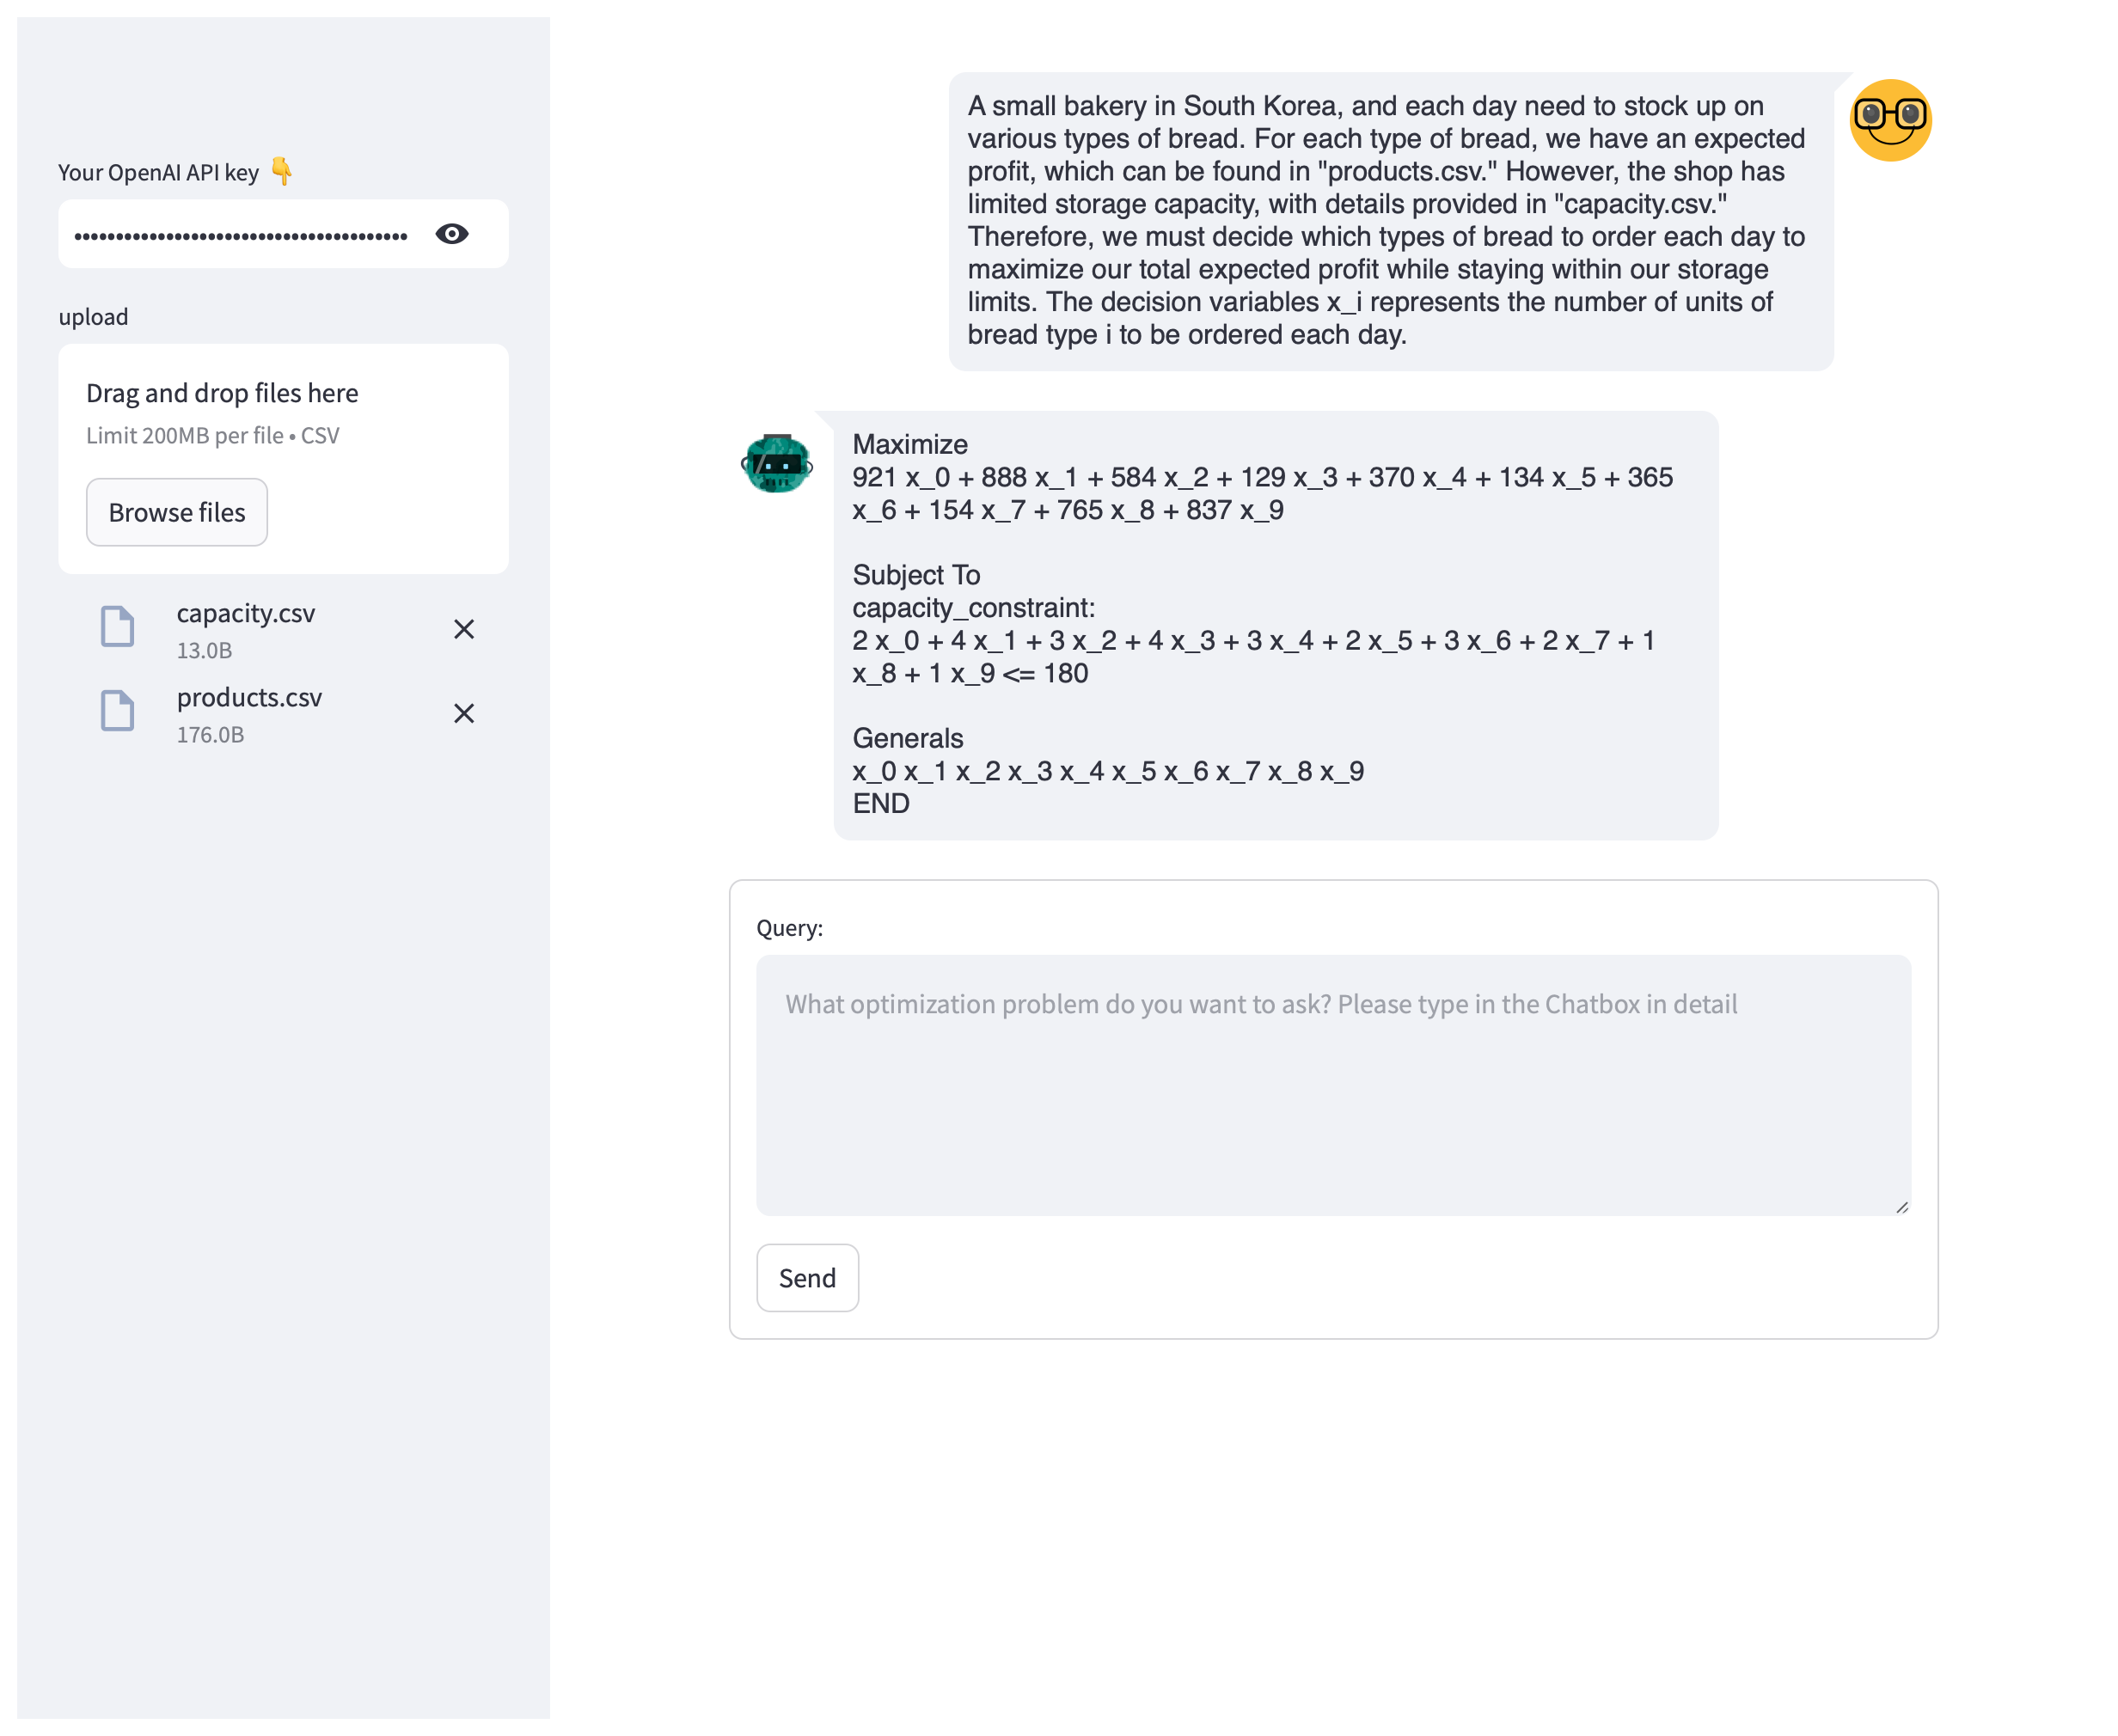 Your OpenAI API key 👇
••••••••••••••••••••••••••••••••••••••••
upload
Drag and drop files here
Limit 200MB per file • CSV
Browse files
capacity.csv
13.0B
products.csv
176.0B
A small bakery in South Korea, and each day need to stock up on
various types of bread. For each type of bread, we have an expected
profit, which can be found in "products.csv." However, the shop has
limited storage capacity, with details provided in "capacity.csv."
Therefore, we must decide which types of bread to order each day to
maximize our total expected profit while staying within our storage
limits. The decision variables x_i represents the number of units of
bread type i to be ordered each day.
Maximize
921 x_0 + 888 x_1 + 584 x_2 + 129 x_3 + 370 x_4 + 134 x_5 + 365
x_6 + 154 x_7 + 765 x_8 + 837 x_9
Subject To
capacity_constraint:
2 x_0 + 4 x_1 + 3 x_2 + 4 x_3 + 3 x_4 + 2 x_5 + 3 x_6 + 2 x_7 + 1
x_8 + 1 x_9 <= 180
Generals
x_0 x_1 x_2 x_3 x_4 x_5 x_6 x_7 x_8 x_9
END
Query:
What optimization problem do you want to ask? Please type in the Chatbox in detail
Send